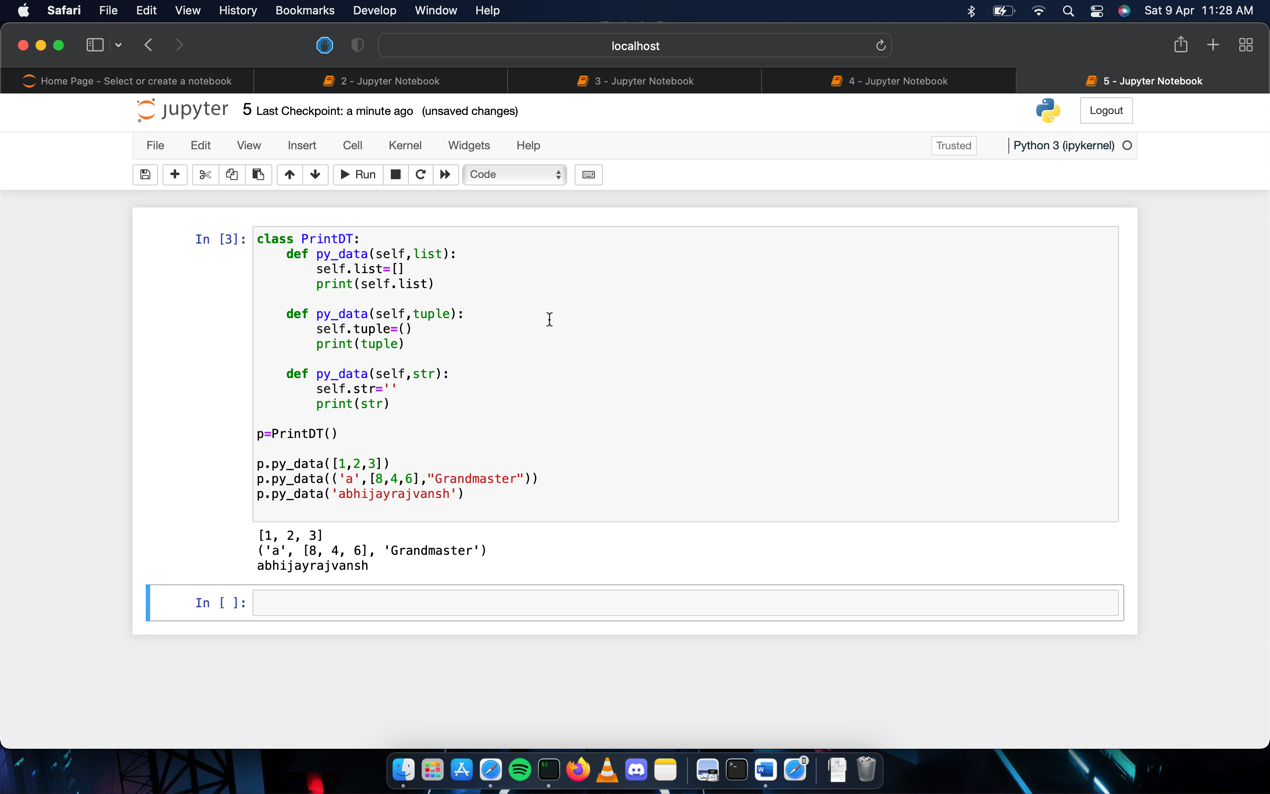 Safari File Edit View History Bookmarks Develop Window Help Sat 9 Apr 11:28 AM
localhost
Home Page - Select or create a notebook 2 - Jupyter Notebook 3 - Jupyter Notebook 4 - Jupyter Notebook 5 - Jupyter Notebook
jupyter 5 Last Checkpoint: a minute ago (unsaved changes) Logout
File Edit View Insert Cell Kernel Widgets Help Trusted Python 3 (ipykernel)
Run Code
In [3]: class PrintDT:
def py_data(self,list):
self.list=[]
print(self.list)
def py_data(self,tuple):
self.tuple=()
print(tuple)
def py_data(self,str):
self.str=''
print(str)
p=PrintDT()
p.py_data([1,2,3])
p.py_data(('a',[8,4,6],"Grandmaster"))
p.py_data('abhijayrajvansh')
[1, 2, 3]
('a', [8, 4, 6], 'Grandmaster')
abhijayrajvansh
In [ ]: